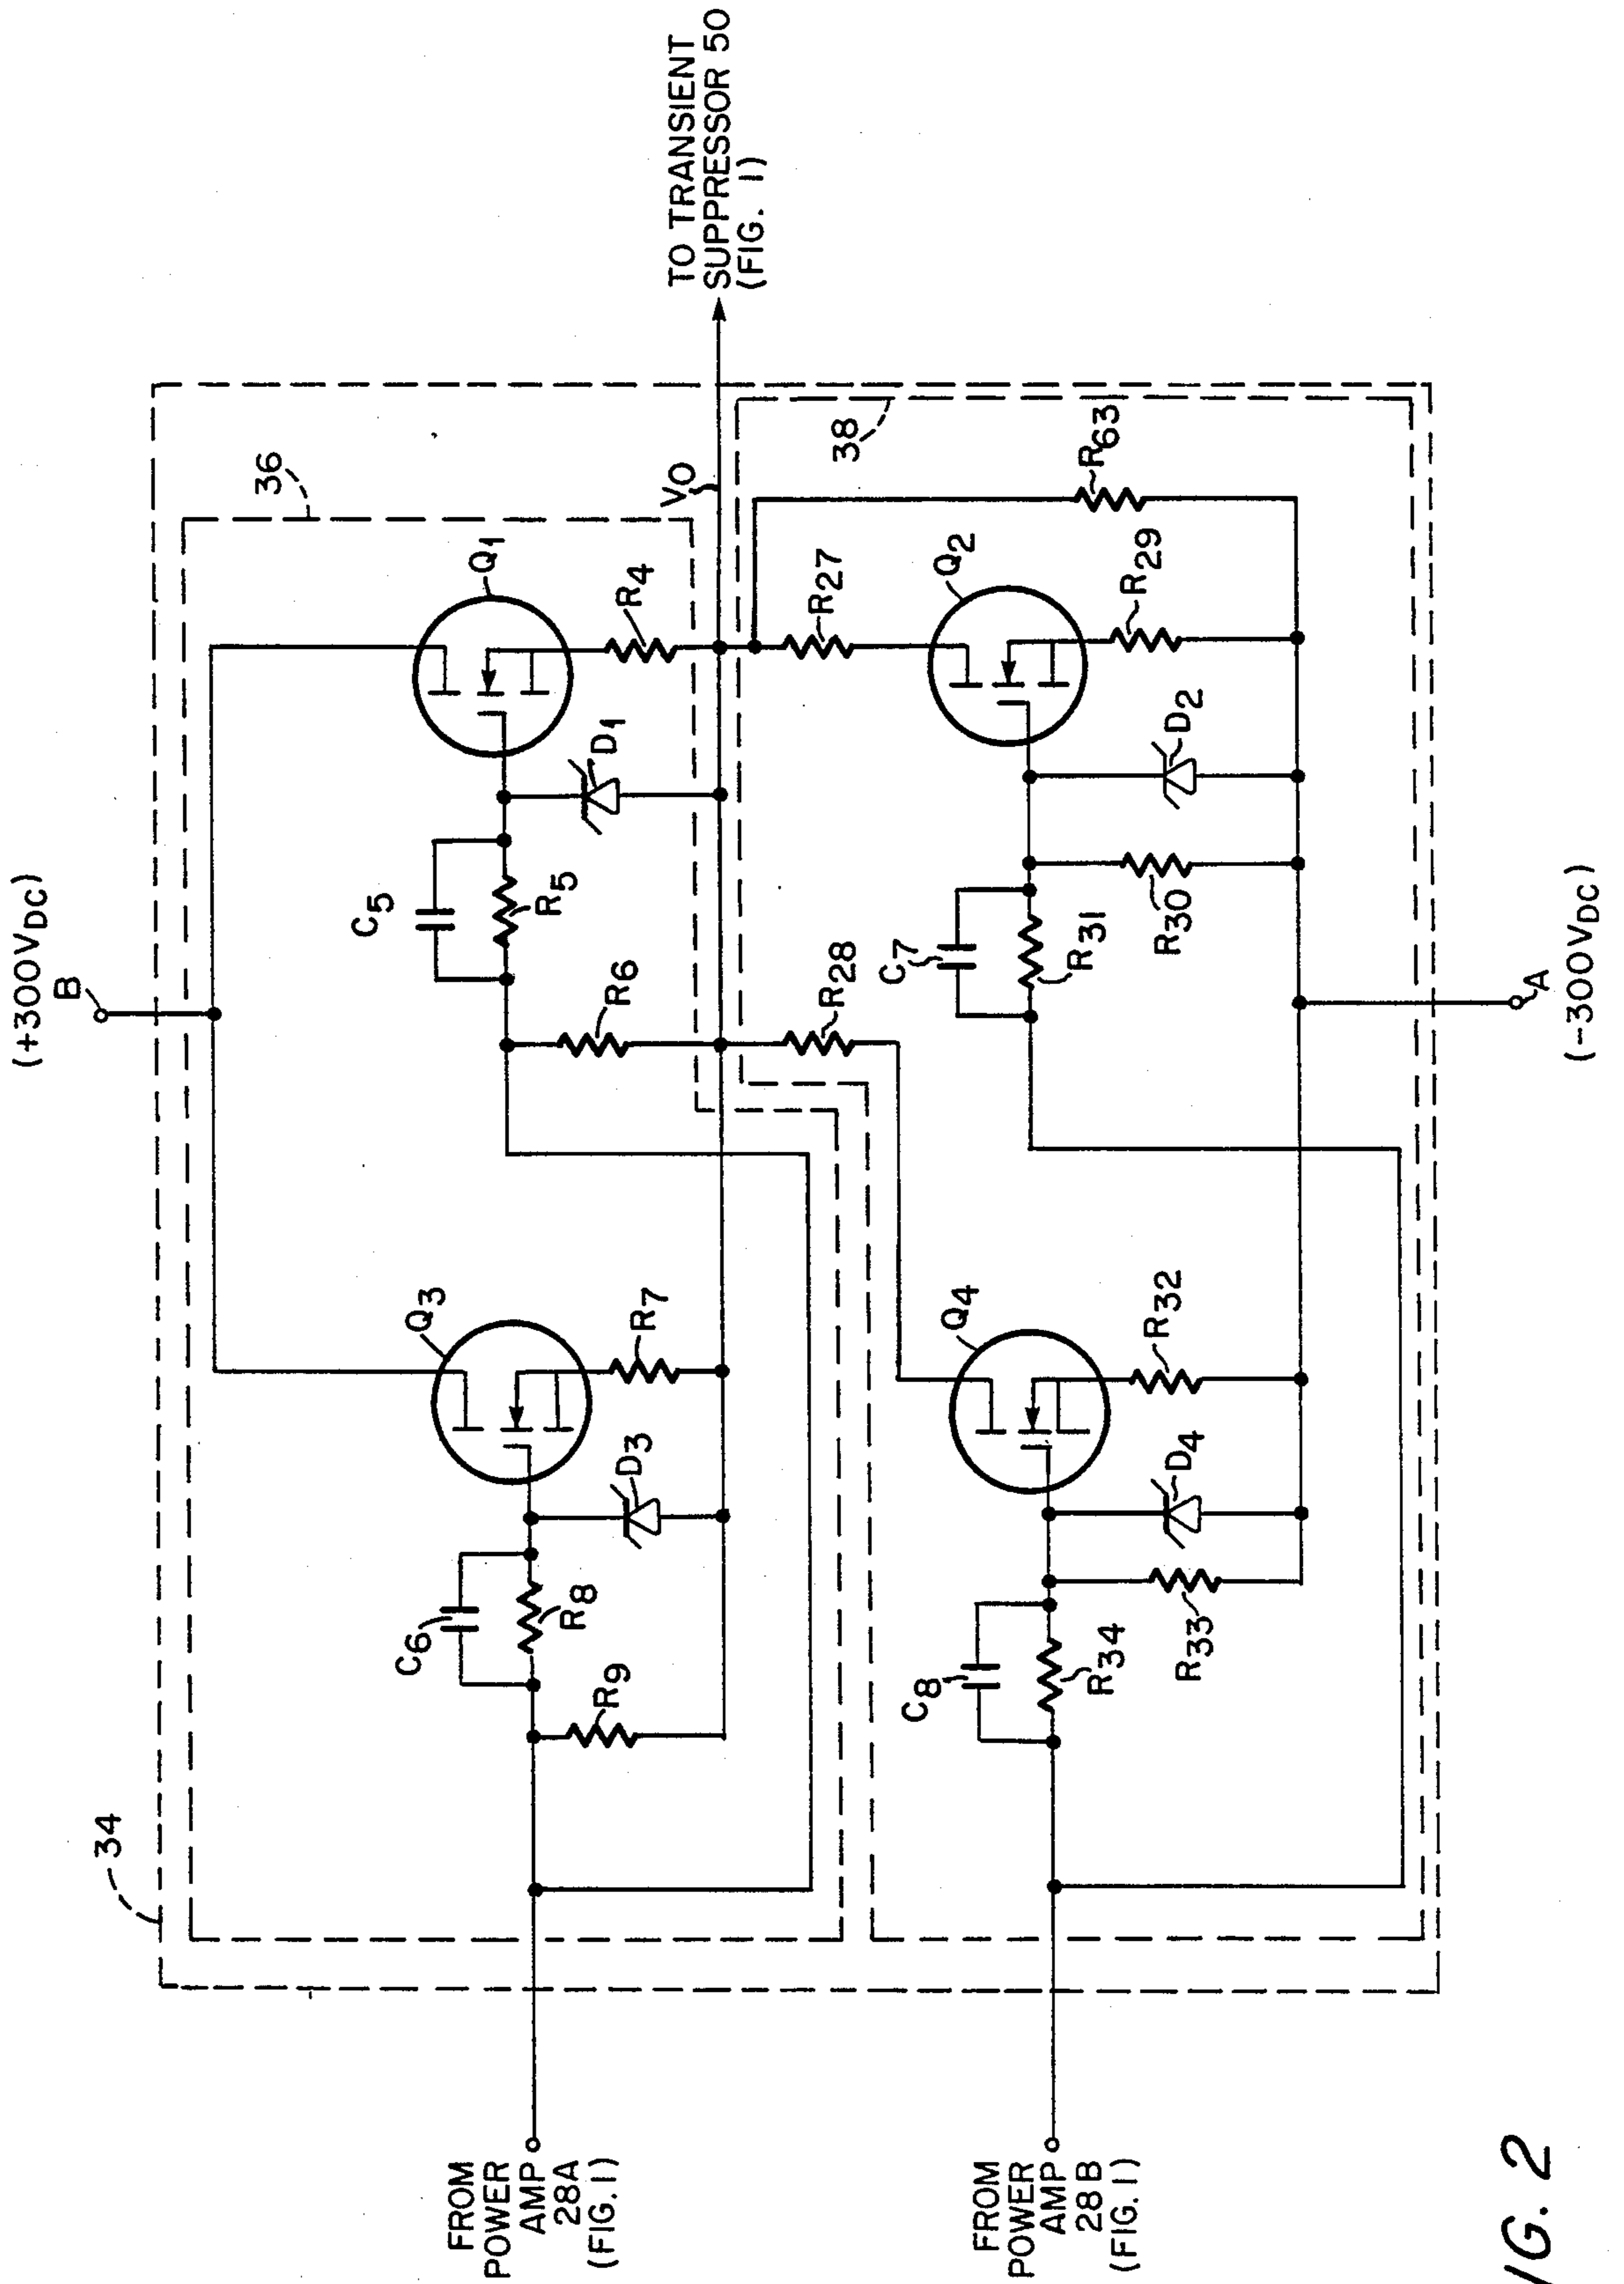 (+300VDC)
B
34
36
38
Q1
Q2
Q3
Q4
C5
R5
R6
D1
R4
VO
TO TRANSIENT
SUPPRESSOR 50
(FIG. 1)
C6
R8
R9
D3
R7
R28
R27
R63
C7
R31
R30
D2
R29
C8
R34
R33
D4
R32
A
(-300VDC)
FROM
POWER
AMP
28A
(FIG. 1)
FROM
POWER
AMP
28B
(FIG. 1)
IG. 2